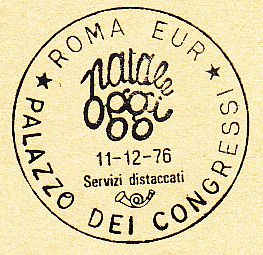 ROMA EUR
natale
oggi
11-12-76
Servizi distaccati
PALAZZO DEI CONGRESSI